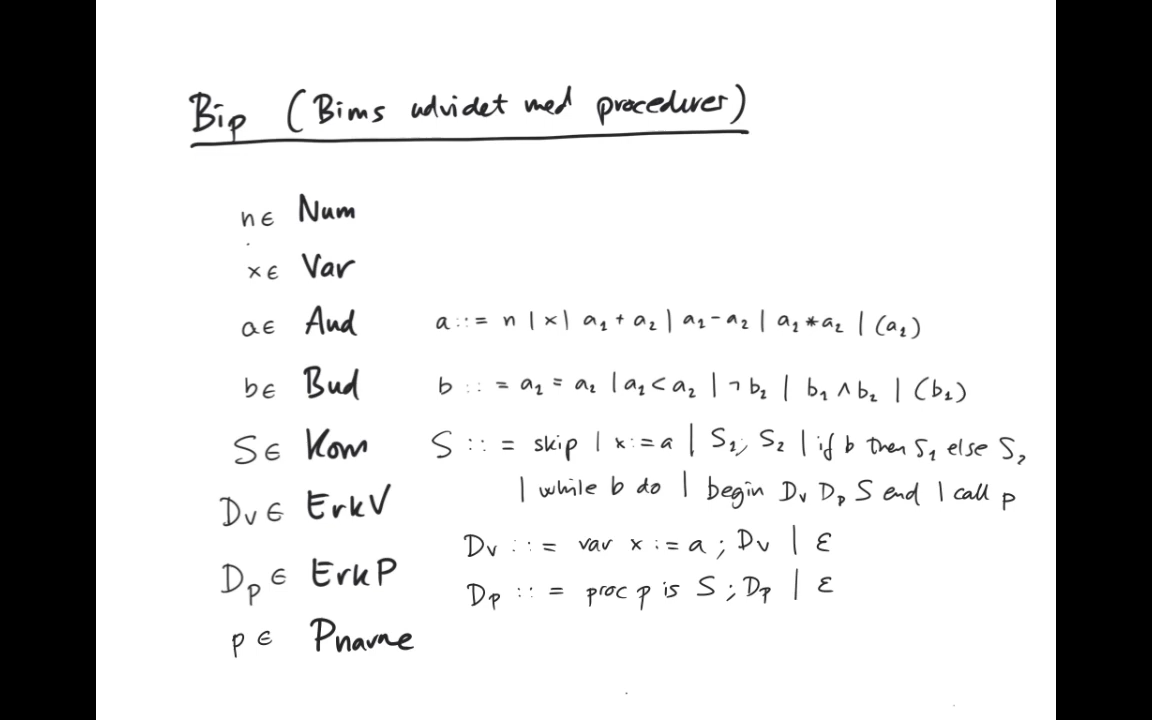 Bip (Bims udvidet med procedurer)
n ∈ Num
x ∈ Var
a ∈ Aud a ::= n | x | a₁ + a₂ | a₁ - a₂ | a₁ * a₂ | (a₁)
b ∈ Bud b ::= a₁ = a₂ | a₁ < a₂ | ¬ b₁ | b₁ ∧ b₂ | (b₁)
S ∈ Kom S ::= skip | x := a | S₁; S₂ | if b then S₁ else S₂
| while b do | begin Dv Dp S end | call p
Dv ∈ ErkV
Dv ::= var x := a ; Dv | ε
Dp ∈ ErkP
Dp ::= proc p is S ; Dp | ε
p ∈ Pnavne